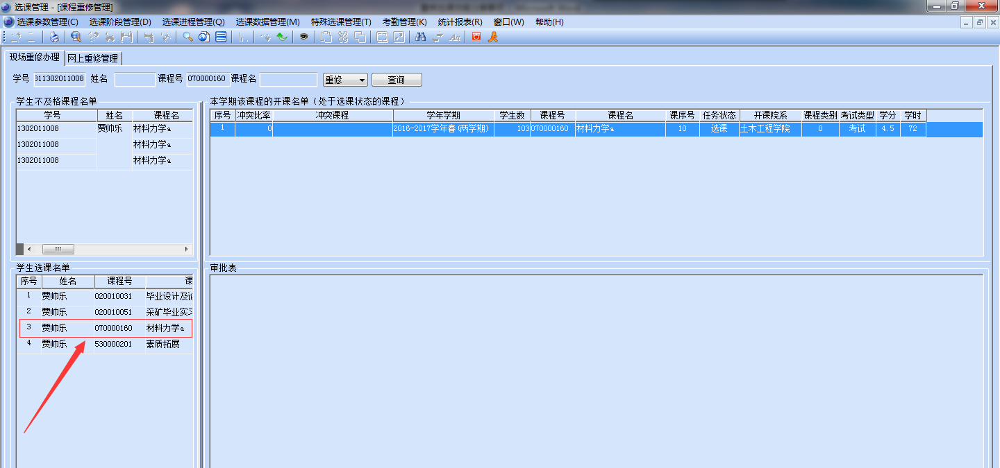 选课管理 - [课程重修管理]
选课参数管理(C) 选课阶段管理(D) 选课进程管理(Q) 选课数据管理(M) 特殊选课管理(T) 考勤管理(K) 统计报表(R) 窗口(W) 帮助(H)
现场重修办理 网上重修管理
学号 311302011008 姓名 课程号 070000160 课程名 重修 查询
学生不及格课程名单
学号 姓名 课程名
1302011008 贾帅乐 材料力学a
1302011008 材料力学a
1302011008 材料力学a
本学期该课程的开课名单（处于选课状态的课程）
序号 冲突比率 冲突课程 学年学期 学生数 课程号 课程名 课序号 任务状态 开课院系 课程类别 考试类型 学分 学时
1 0 2016-2017学年春(两学期) 103 070000160 材料力学a 10 选课 土木工程学院 0 考试 4.5 72
学生选课名单
序号 姓名 课程号 课
1 贾帅乐 020010031 毕业设计及论
2 贾帅乐 020010051 采矿毕业实习
3 贾帅乐 070000160 材料力学a
4 贾帅乐 530000201 素质拓展
审批表